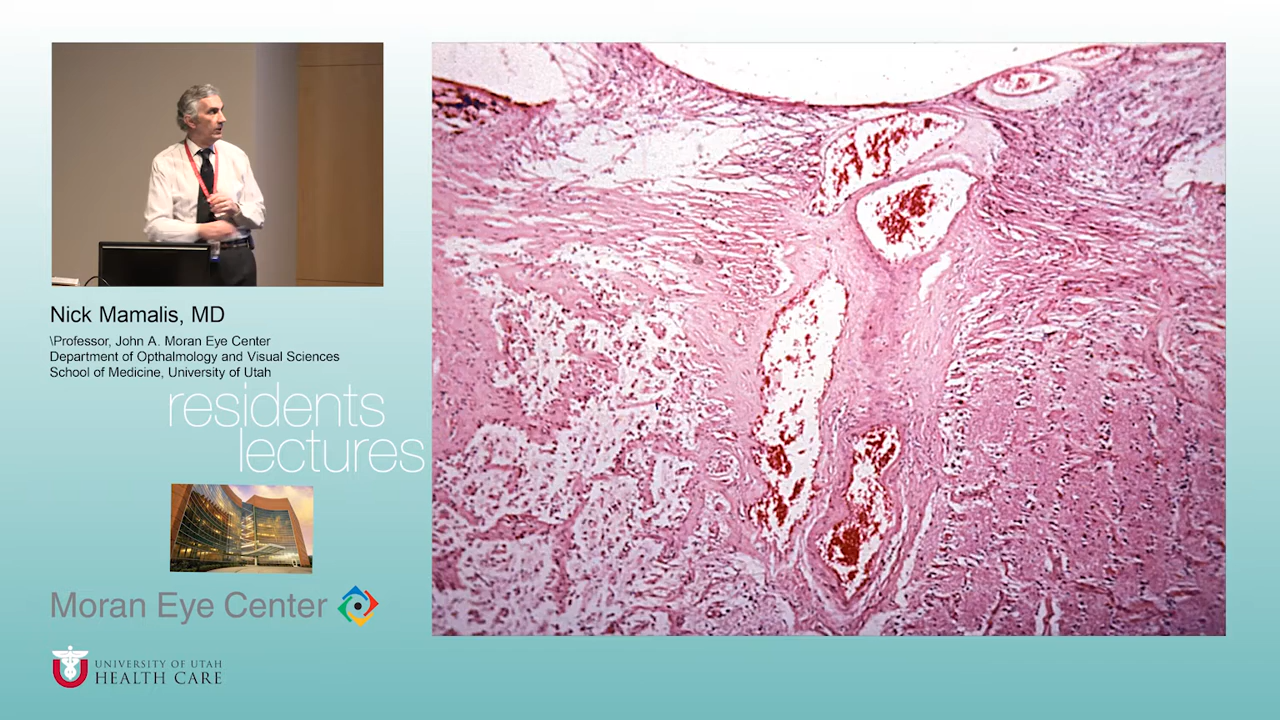 Nick Mamalis, MD
\Professor, John A. Moran Eye Center
Department of Opthalmology and Visual Sciences
School of Medicine, University of Utah
residents
lectures
Moran Eye Center
UNIVERSITY OF UTAH
HEALTH CARE